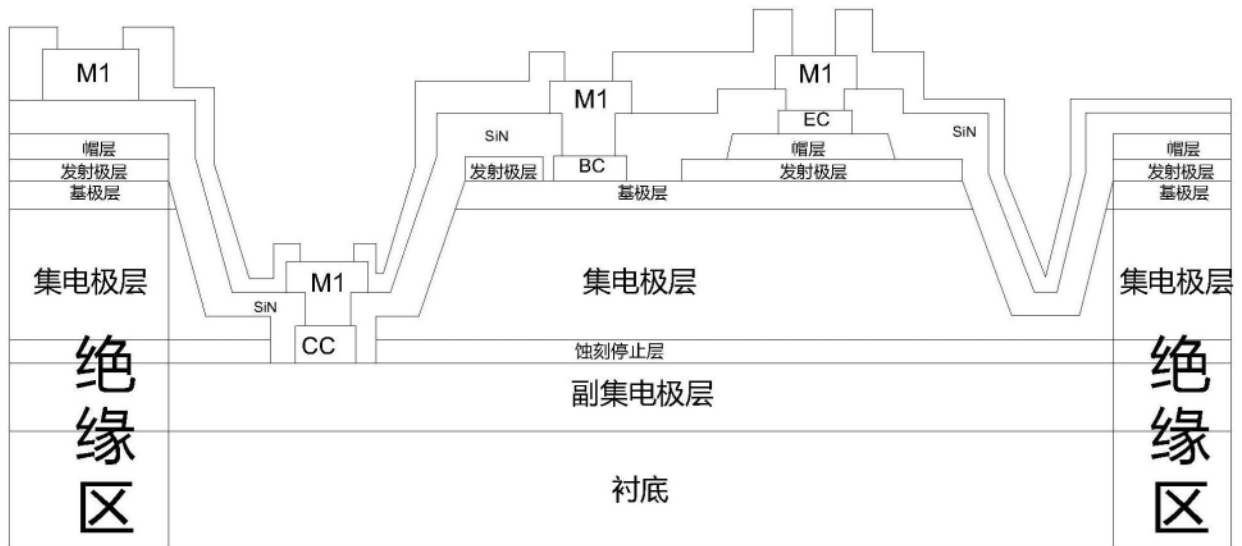 M1
M1
M1
EC
SiN
SiN
帽层
帽层
帽层
BC
发射极层
发射极层
发射极层
发射极层
基极层
基极层
基极层
M1
集电极层
集电极层
集电极层
SiN
CC
蚀刻停止层
副集电极层
衬底
绝缘区
绝缘区